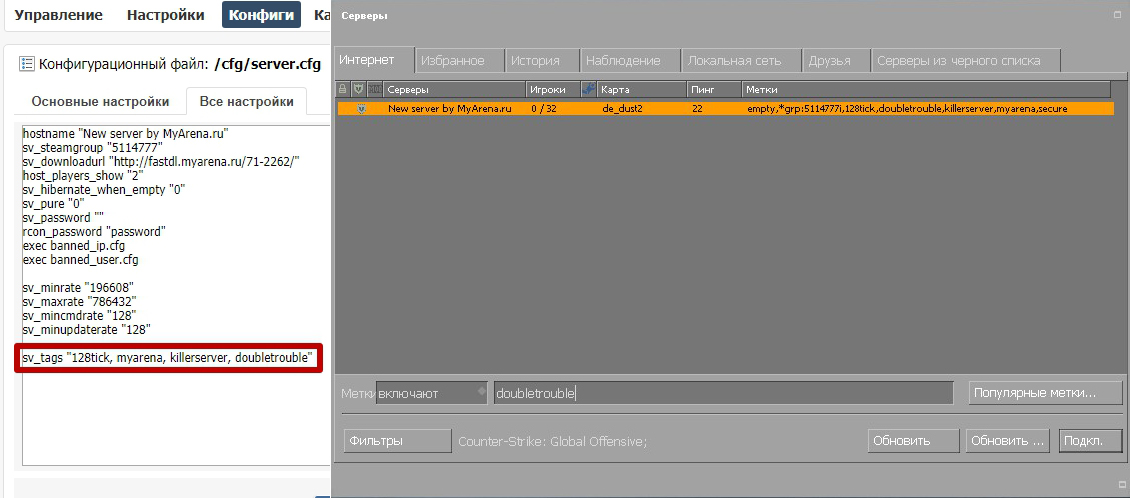 Управление Настройки Конфиги Ка
Конфигурационный файл: /cfg/server.cfg
Основные настройки Все настройки
hostname "New server by MyArena.ru"
sv_steamgroup "5114777"
sv_downloadurl "http://fastdl.myarena.ru/71-2262/"
host_players_show "2"
sv_hibernate_when_empty "0"
sv_pure "0"
sv_password ""
rcon_password "password"
exec banned_ip.cfg
exec banned_user.cfg
sv_minrate "196608"
sv_maxrate "786432"
sv_mincmdrate "128"
sv_minupdaterate "128"
sv_tags "128tick, myarena, killerserver, doubletrouble"
Серверы
Интернет Избранное История Наблюдение Локальная сеть Друзья Серверы из черного списка
Серверы Игроки Карта Пинг Метки
New server by MyArena.ru 0 / 32 de_dust2 22 empty,*grp:5114777i,128tick,doubletrouble,killerserver,myarena,secure
Метки включают doubletrouble Популярные метки...
Фильтры Counter-Strike: Global Offensive; Обновить Обновить ... Подкл.